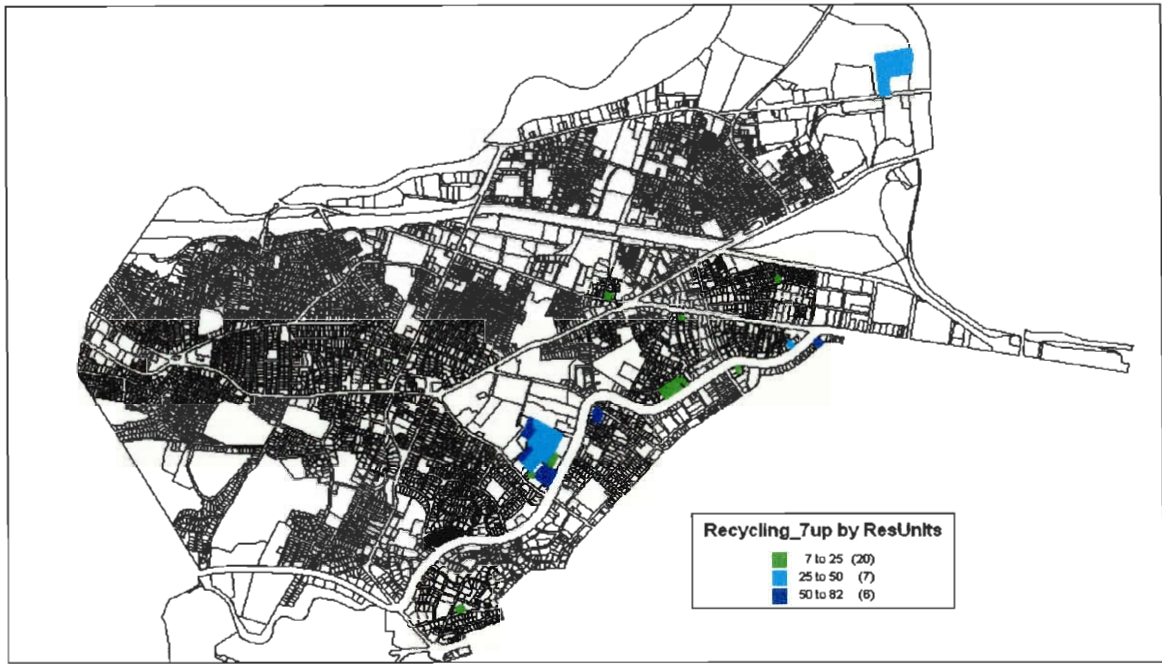 Recycling_7up by ResUnits
7 to 25 (20)
25 to 50 (7)
50 to 82 (6)